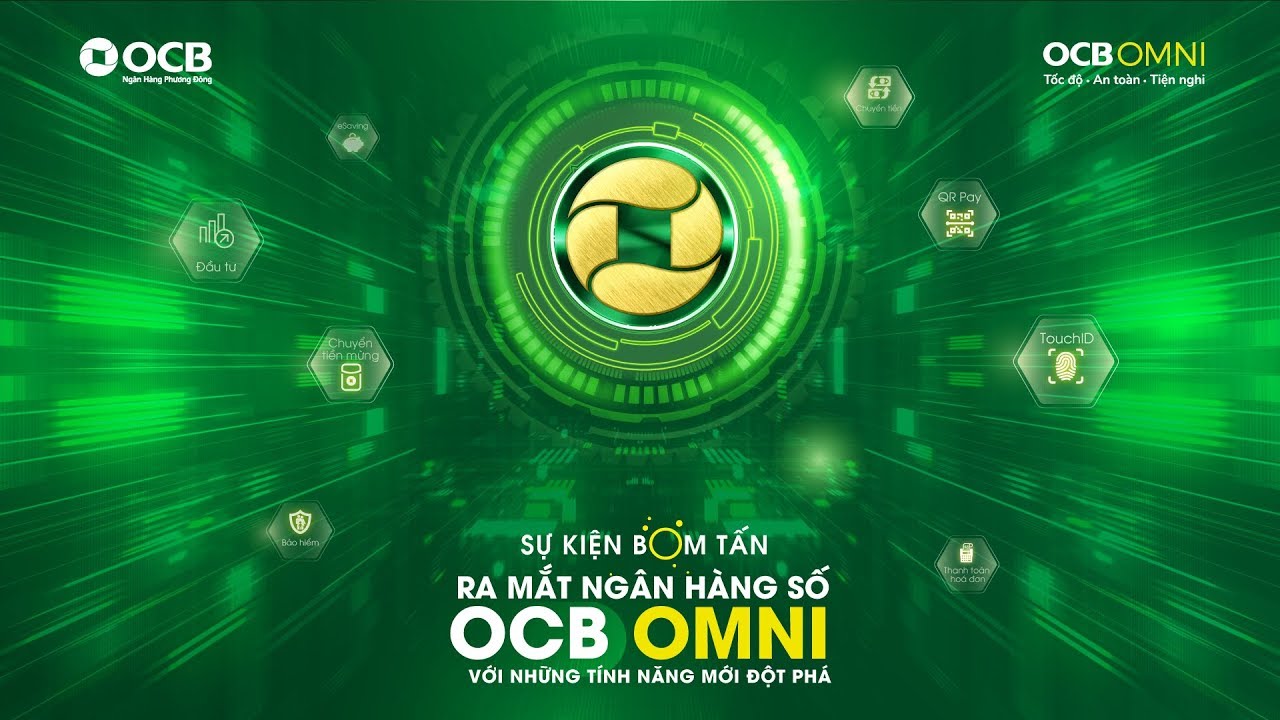 OCB
Ngân Hàng Phương Đông
OCB OMNI
Tốc độ • An toàn • Tiện nghi
eSaving
Chuyển tiền
Đầu tư
QR Pay
Chuyển
tiền mừng
TouchID
Bảo hiểm
Thanh toán
hoá đơn
SỰ KIỆN BOM TẤN
RA MẮT NGÂN HÀNG SỐ
OCB OMNI
VỚI NHỮNG TÍNH NĂNG MỚI ĐỘT PHÁ